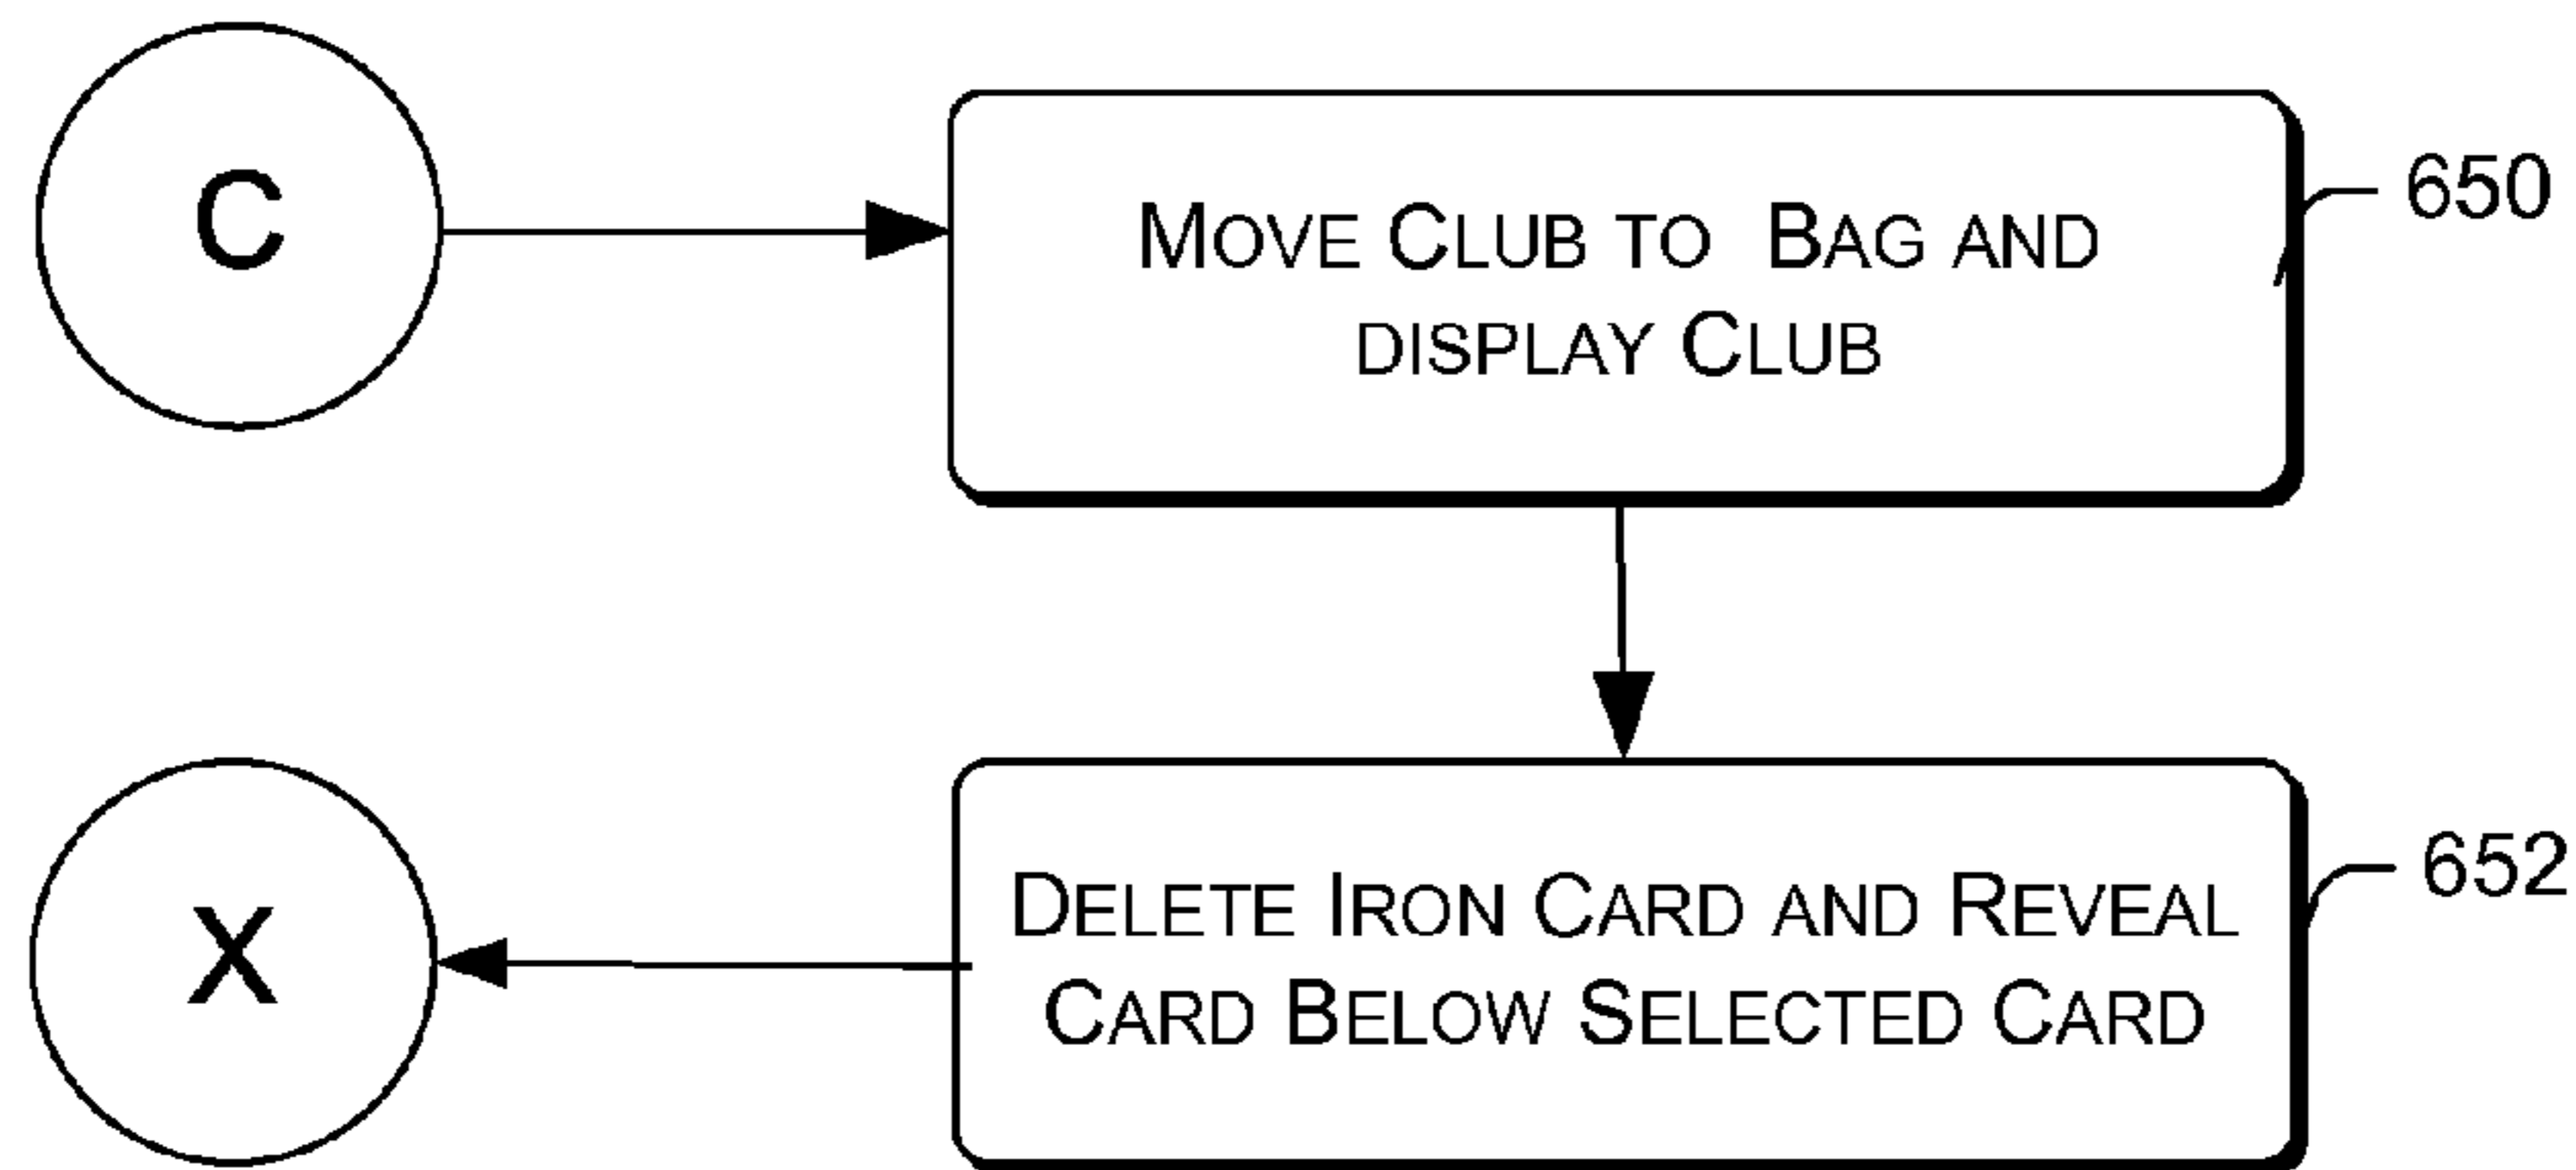 C
Move Club to Bag and
display Club
650
X
Delete Iron Card and Reveal
Card Below Selected Card
652